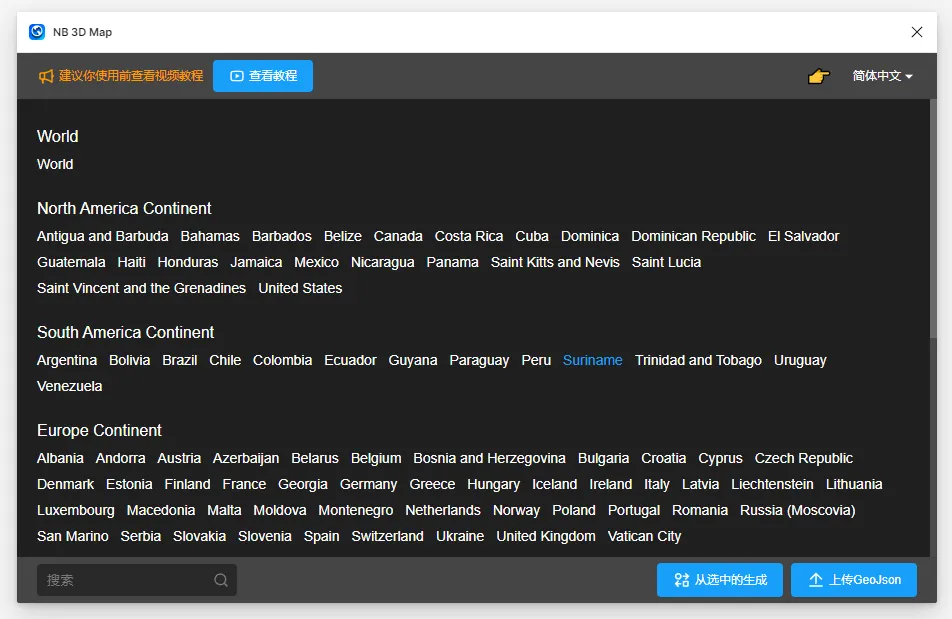 NB 3D Map
建议你使用前查看视频教程 查看教程 简体中文
World
World
North America Continent
Antigua and Barbuda Bahamas Barbados Belize Canada Costa Rica Cuba Dominica Dominican Republic El Salvador
Guatemala Haiti Honduras Jamaica Mexico Nicaragua Panama Saint Kitts and Nevis Saint Lucia
Saint Vincent and the Grenadines United States
South America Continent
Argentina Bolivia Brazil Chile Colombia Ecuador Guyana Paraguay Peru Suriname Trinidad and Tobago Uruguay
Venezuela
Europe Continent
Albania Andorra Austria Azerbaijan Belarus Belgium Bosnia and Herzegovina Bulgaria Croatia Cyprus Czech Republic
Denmark Estonia Finland France Georgia Germany Greece Hungary Iceland Ireland Italy Latvia Liechtenstein Lithuania
Luxembourg Macedonia Malta Moldova Montenegro Netherlands Norway Poland Portugal Romania Russia (Moscovia)
San Marino Serbia Slovakia Slovenia Spain Switzerland Ukraine United Kingdom Vatican City
搜索 从选中的生成 上传GeoJson